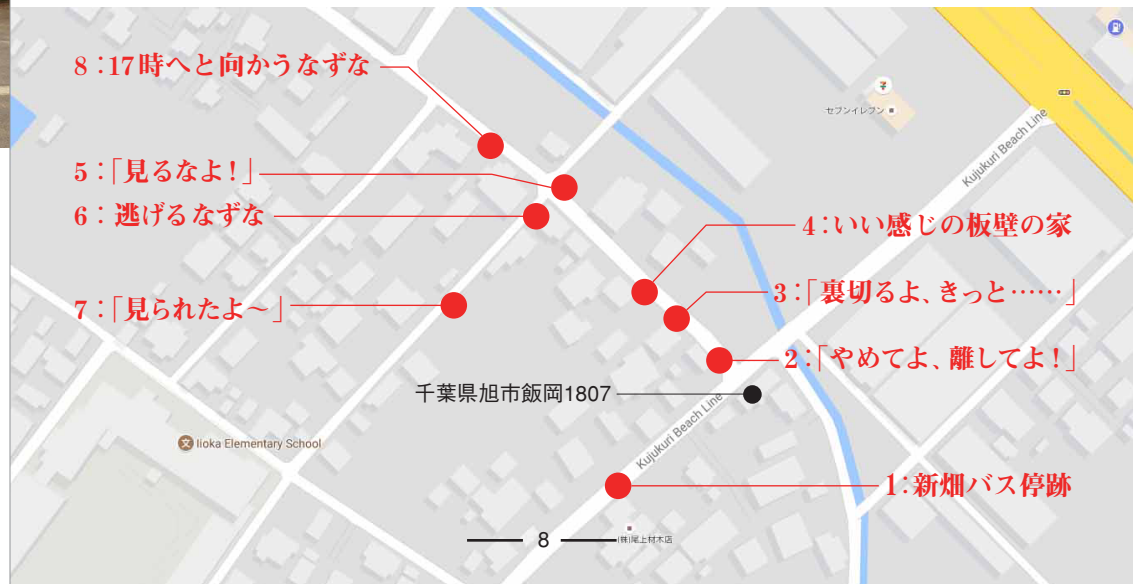 8：17時へと向かうなずな
セブンイレブン
Kujukuri Beach Line
5：「見るなよ！」
6：逃げるなずな
4：いい感じの板壁の家
3：「裏切るよ、きっと……」
7：「見られたよ〜」
2：「やめてよ、離してよ！」
千葉県旭市飯岡1807
Kujukuri Beach Line
文 Iioka Elementary School
1：新畑バス停跡
8
(株)尾上材木店